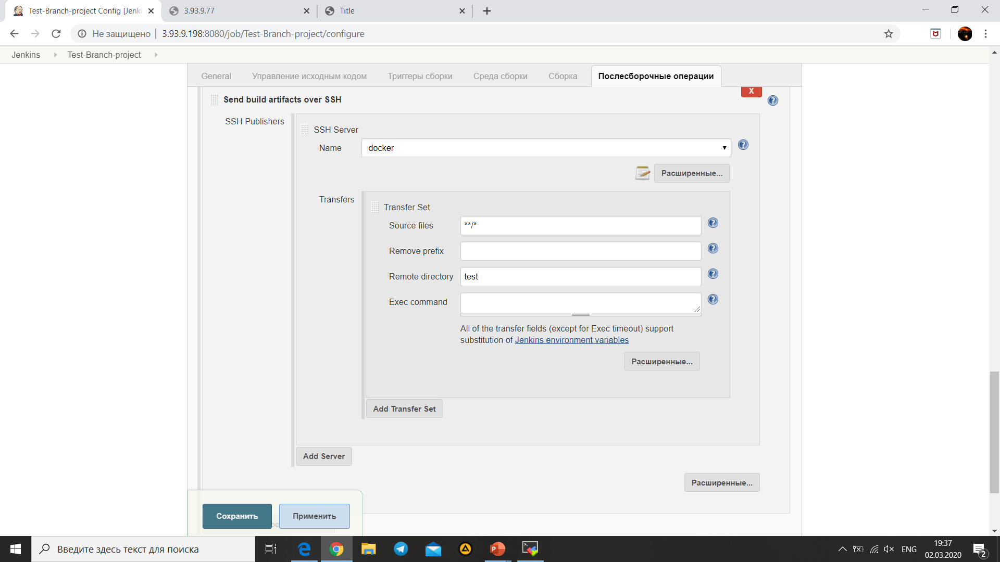 Test-Branch-project Config [Jenki
3.93.9.77
Title
Не защищено
3.93.9.198:8080/job/Test-Branch-project/configure
Jenkins
Test-Branch-project
General
Управление исходным кодом
Триггеры сборки
Среда сборки
Сборка
Послесборочные операции
X
Send build artifacts over SSH
SSH Publishers
SSH Server
Name
docker
Расширенные...
Transfers
Transfer Set
Source files
**/*
Remove prefix
Remote directory
test
Exec command
All of the transfer fields (except for Exec timeout) support
substitution of Jenkins environment variables
Расширенные...
Add Transfer Set
Add Server
Расширенные...
Сохранить
Применить
Введите здесь текст для поиска
ENG
19:37
02.03.2020
2